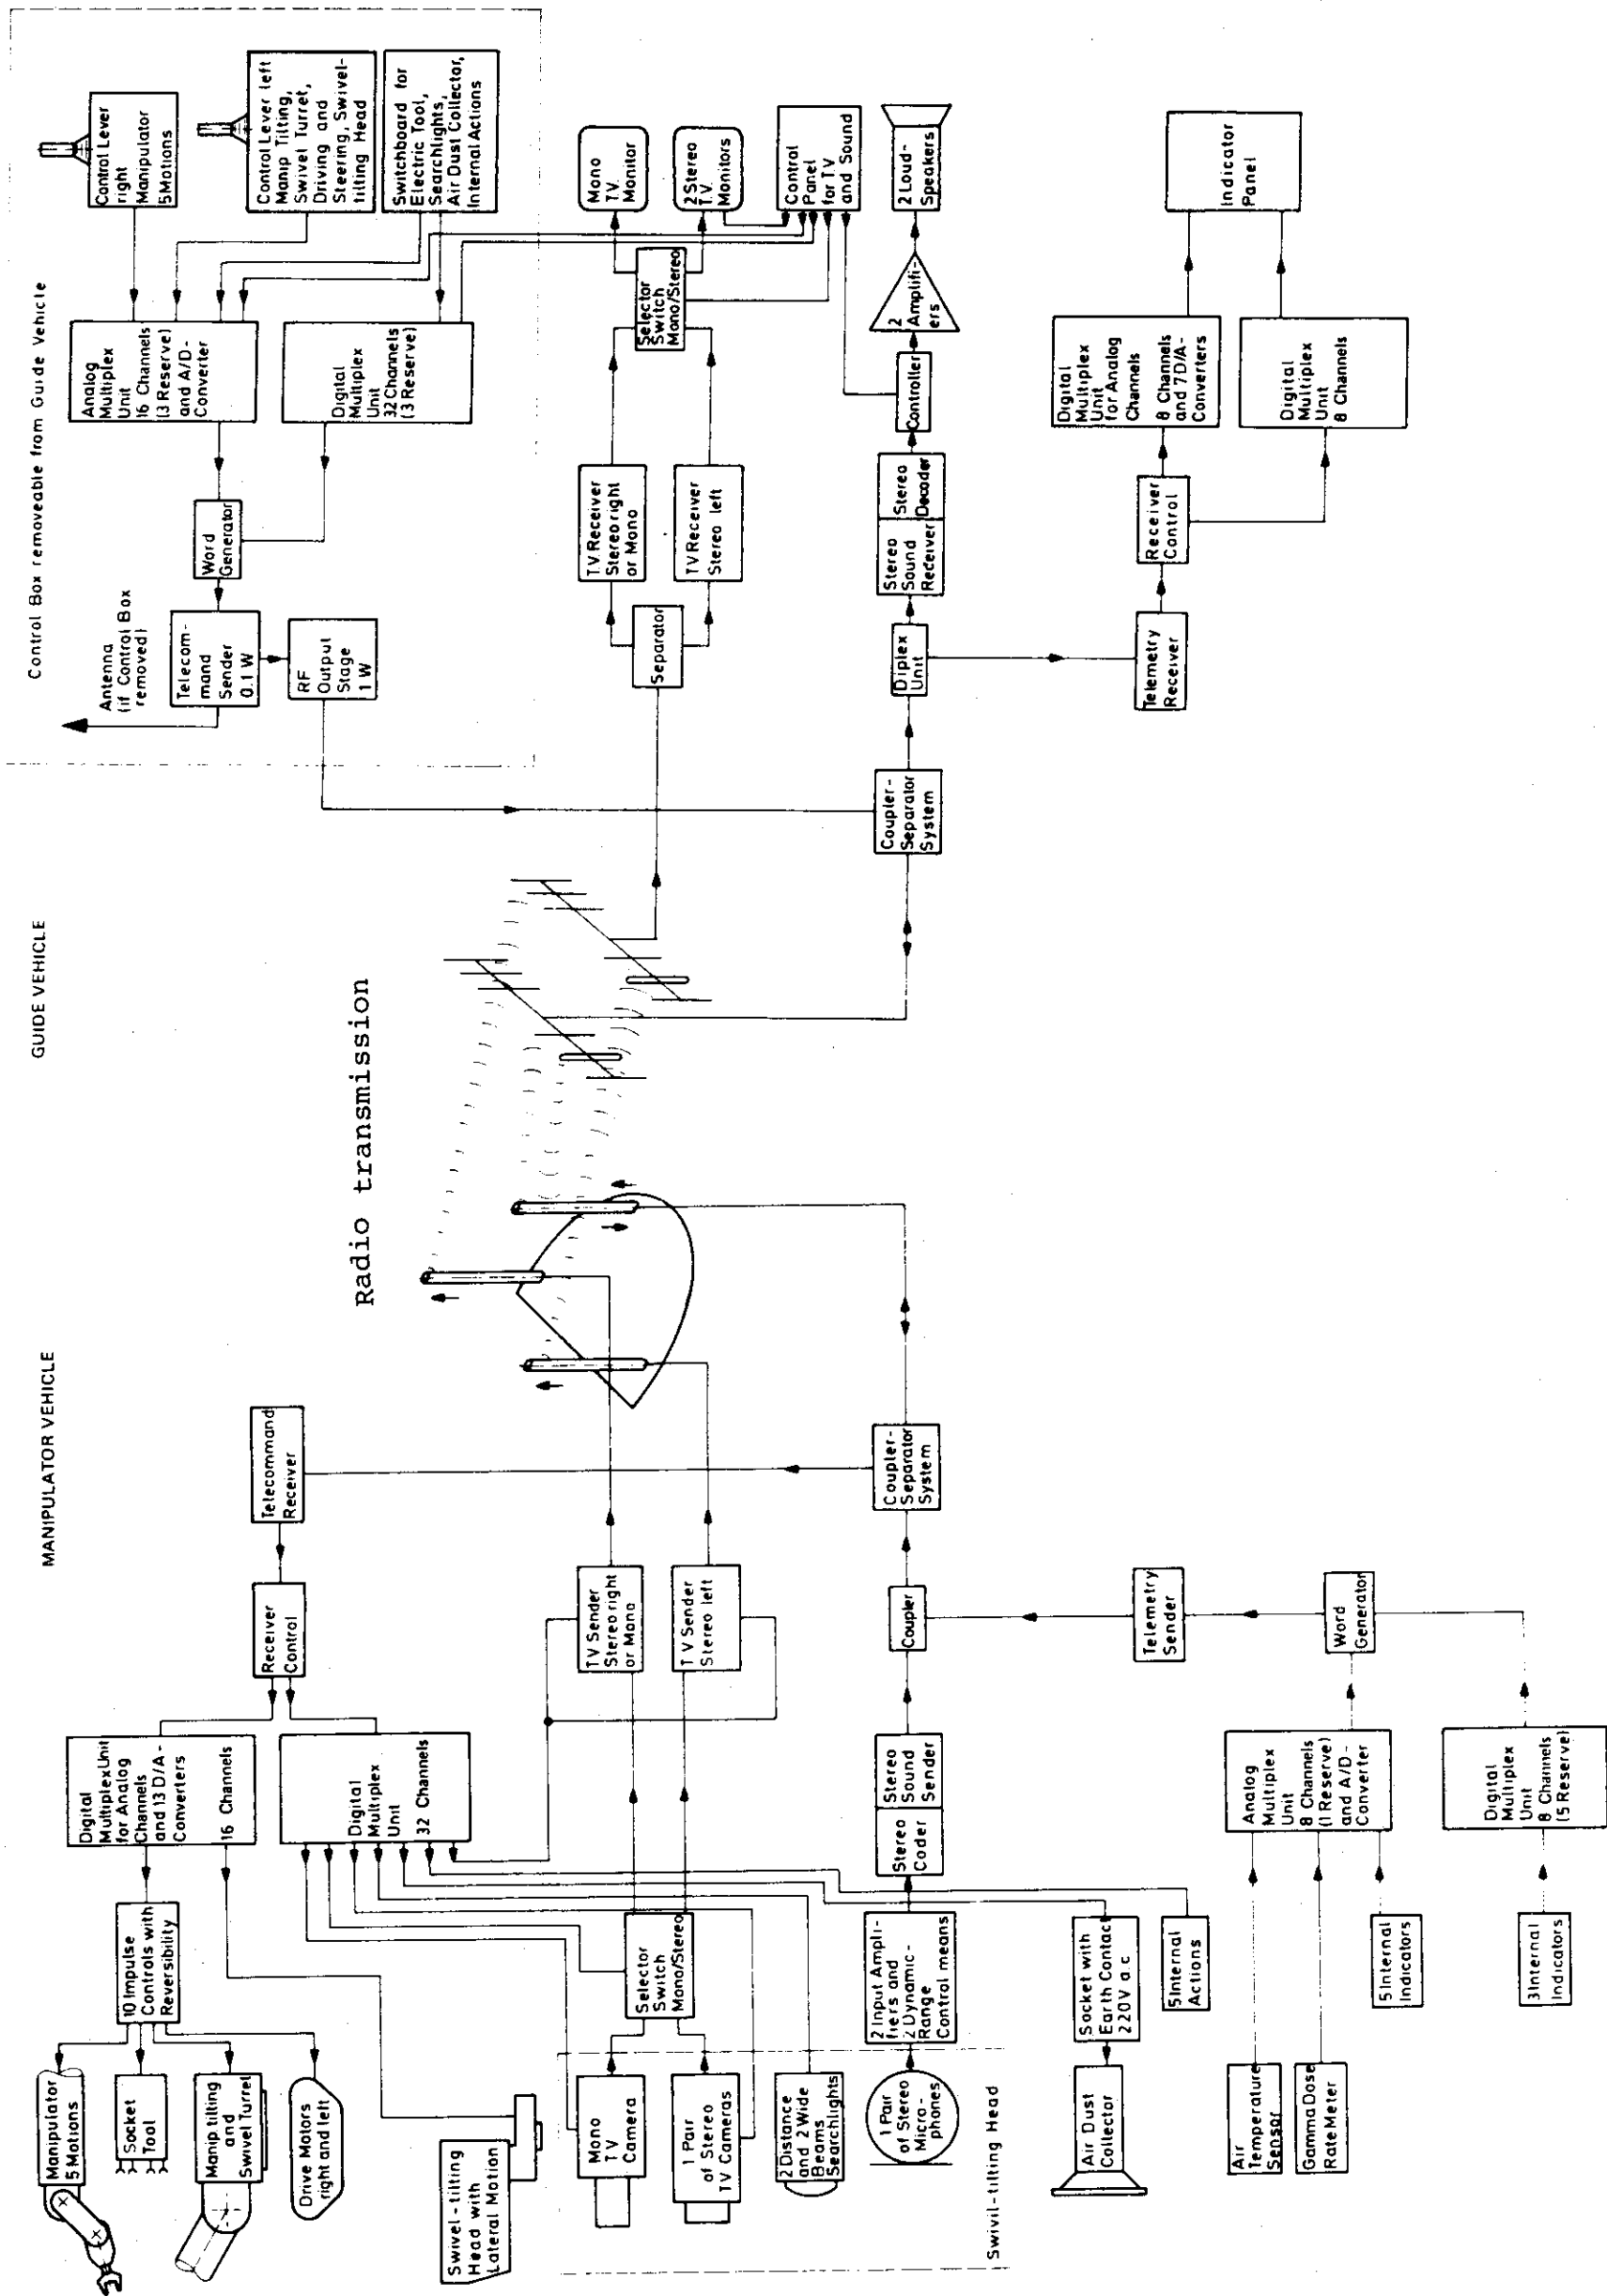 MANIPULATOR VEHICLE
GUIDE VEHICLE
Control Box removeable from Guide Vehicle
Radio transmission
Manipulator
5 Motions
Socket
Tool
Manip tilting
and
Swivel Turret
Drive Motors
right and left
Swivel-tilting
Head with
Lateral Motion
10 Impulse
Controls with
Reversibility
Digital
Multiplex Unit
for Analog
Channels
and 13 D/A-
Converters
16 Channels
Digital
Multiplex
Unit
32 Channels
Receiver
Control
Telecommand
Receiver
Mono
TV
Camera
1 Pair
of Stereo
TV Cameras
2 Distance
and 2 Wide
Beams
Searchlights
1 Pair
of Stereo
Micro-
phones
Swivil-tilting Head
Selector
Switch
Mono/Stereo
TV Sender
Stereo right
or Mono
TV Sender
Stereo left
2 Input Ampli-
fiers and
2 Dynamic-
Range
Control means
Stereo
Coder
Stereo
Sound
Sender
Coupler
Coupler-
Separator
System
Air Dust
Collector
Socket with
Earth Contact
220V a.c
5 Internal
Actions
Air
Temperature
Sensor
Gamma Dose
Rate Meter
5 Internal
Indicators
3 Internal
Indicators
Analog
Multiplex
Unit
8 Channels
(1 Reserve)
and A/D-
Converter
Digital
Multiplex
Unit
8 Channels
(5 Reserve)
Word
Generator
Telemetry
Sender
Antenna
(if Control Box
removed)
Telecom-
mand
Sender
0.1 W
RF
Output
Stage
1 W
Word
Generator
Analog
Multiplex
Unit
16 Channels
(3 Reserve)
and A/D-
Converter
Digital
Multiplex
Unit
32 Channels
(3 Reserve)
Control Lever
right
Manipulator
5 Motions
Control Lever left
Manip Tilting,
Swivel Turret,
Driving and
Steering, Swivel-
tilting Head
Switchboard for
Electric Tool,
Searchlights,
Air Dust Collector,
Internal Actions
Separator
T.V. Receiver
Stereo right
or Mono
TV Receiver
Stereo left
Selector
Switch
Mono/Stereo
Mono
T.V.
Monitor
2 Stereo
T.V.
Monitors
Control
Panel
for T.V
and Sound
Coupler-
Separator
System
Diplex
Unit
Stereo
Sound
Receiver
Stereo
Decoder
Controller
2
Amplifi-
ers
2 Loud-
Speakers
Telemetry
Receiver
Receiver
Control
Digital
Multiplex
Unit
for Analog
Channels
8 Channels
and 7 D/A-
Converters
Digital
Multiplex
Unit
8 Channels
Indicator
Panel